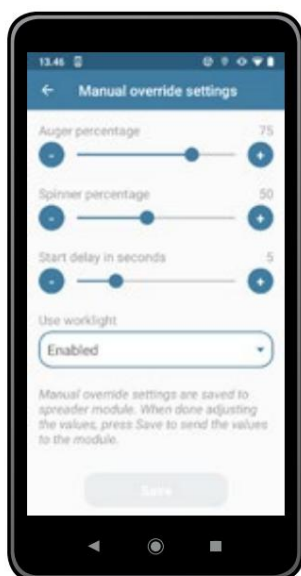 13.46
Manual override settings
Auger percentage 75
-
+
Spinner percentage 50
-
+
Start delay in seconds 5
-
+
Use worklight
Enabled
Manual override settings are saved to
spreader module. When done adjusting
the values, press Save to send the values
to the module.
Save